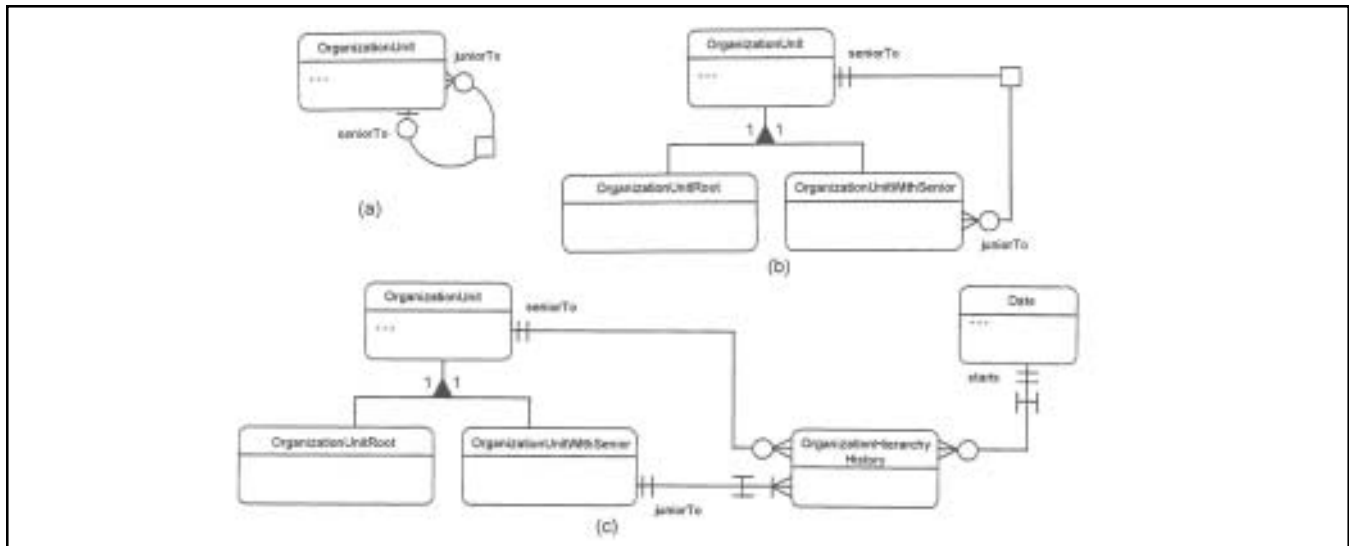 OrganizationUnit
juniorTo
* * *
seniorTo
(a)
OrganizationUnit
seniorTo
* * *
1 1
OrganizationUnitRoot
OrganizationUnitWithSenior
juniorTo
(b)
OrganizationUnit
seniorTo
* * *
1 1
OrganizationUnitRoot
OrganizationUnitWithSenior
juniorTo
Date
* * *
starts
OrganizationHierarchy
History
(c)